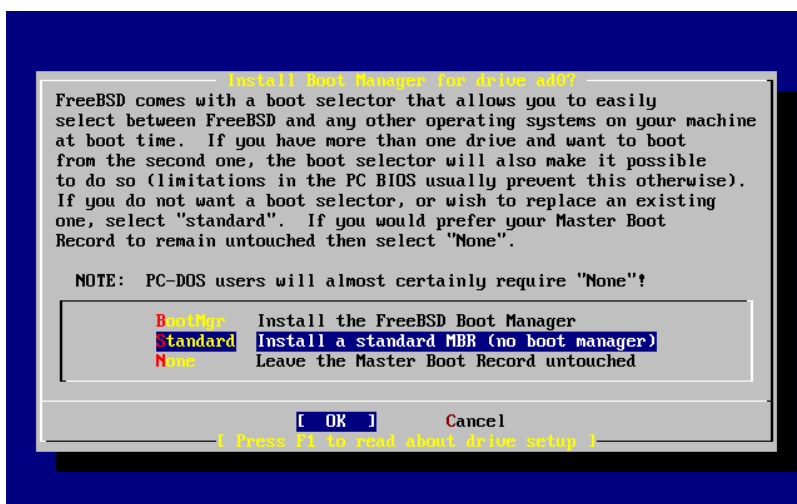 Install Boot Manager for drive ad0?
FreeBSD comes with a boot selector that allows you to easily
select between FreeBSD and any other operating systems on your machine
at boot time.  If you have more than one drive and want to boot
from the second one, the boot selector will also make it possible
to do so (limitations in the PC BIOS usually prevent this otherwise).
If you do not want a boot selector, or wish to replace an existing
one, select "standard".  If you would prefer your Master Boot
Record to remain untouched then select "None".
NOTE:  PC-DOS users will almost certainly require "None"!
BootMgr   Install the FreeBSD Boot Manager
Standard  Install a standard MBR (no boot manager)
None      Leave the Master Boot Record untouched
[  OK  ]     Cancel
[ Press F1 to read about drive setup ]